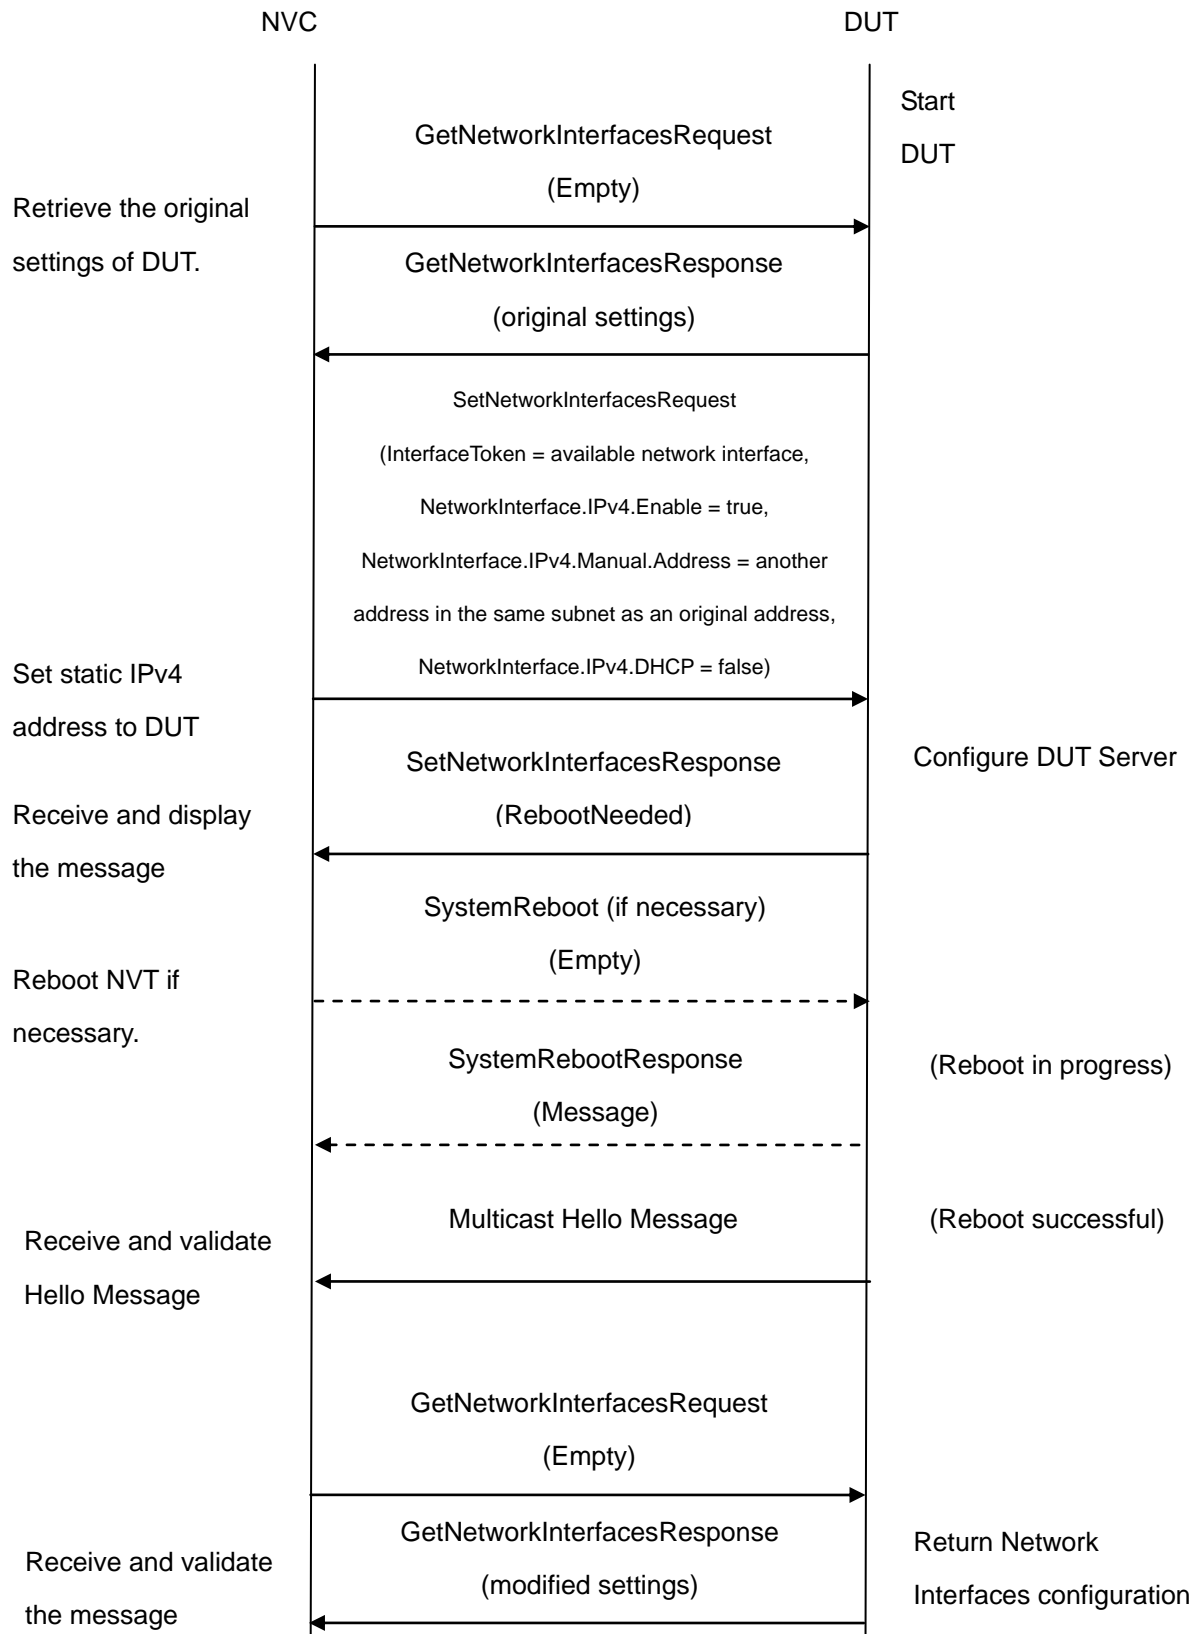 NVC
DUT
Start
DUT
GetNetworkInterfacesRequest
(Empty)
Retrieve the original
settings of DUT.
GetNetworkInterfacesResponse
(original settings)
SetNetworkInterfacesRequest
(InterfaceToken = available network interface,
NetworkInterface.IPv4.Enable = true,
NetworkInterface.IPv4.Manual.Address = another
address in the same subnet as an original address,
NetworkInterface.IPv4.DHCP = false)
Set static IPv4
address to DUT
SetNetworkInterfacesResponse
(RebootNeeded)
Configure DUT Server
Receive and display
the message
SystemReboot (if necessary)
(Empty)
Reboot NVT if
necessary.
SystemRebootResponse
(Message)
(Reboot in progress)
Multicast Hello Message
(Reboot successful)
Receive and validate
Hello Message
GetNetworkInterfacesRequest
(Empty)
GetNetworkInterfacesResponse
(modified settings)
Return Network
Interfaces configuration
Receive and validate
the message